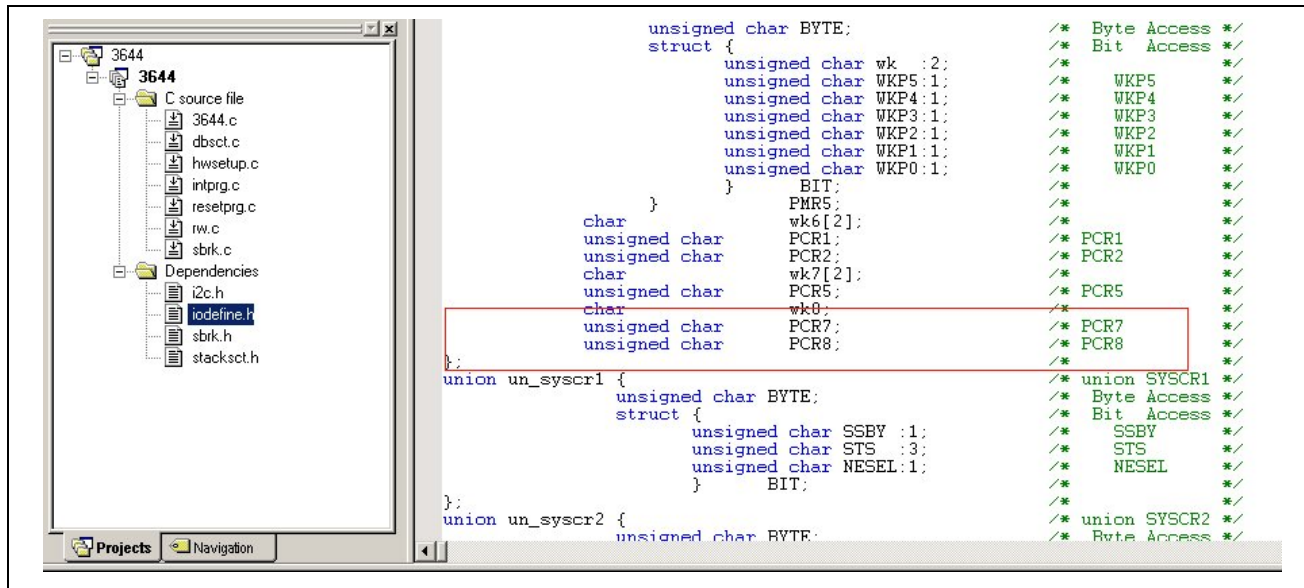 3644
3644
C source file
3644.c
dbsct.c
hwsetup.c
intprg.c
resetprg.c
rw.c
sbrk.c
Dependencies
i2c.h
iodefine.h
sbrk.h
stacksct.h
Projects Navigation
unsigned char BYTE; /* Byte Access */
struct { /* Bit Access */
unsigned char wk :2; /* */
unsigned char WKP5:1; /* WKP5 */
unsigned char WKP4:1; /* WKP4 */
unsigned char WKP3:1; /* WKP3 */
unsigned char WKP2:1; /* WKP2 */
unsigned char WKP1:1; /* WKP1 */
unsigned char WKP0:1; /* WKP0 */
} BIT; /* */
} PMR5; /* */
char wk6[2]; /* */
unsigned char PCR1; /* PCR1 */
unsigned char PCR2; /* PCR2 */
char wk7[2]; /* */
unsigned char PCR5; /* PCR5 */
char wk8; /* */
unsigned char PCR7; /* PCR7 */
unsigned char PCR8; /* PCR8 */
}; /* */
union un_syscr1 { /* union SYSCR1 */
unsigned char BYTE; /* Byte Access */
struct { /* Bit Access */
unsigned char SSBY :1; /* SSBY */
unsigned char STS :3; /* STS */
unsigned char NESEL:1; /* NESEL */
} BIT; /* */
}; /* */
union un_syscr2 { /* union SYSCR2 */
unsigned char BYTE; /* Byte Access */